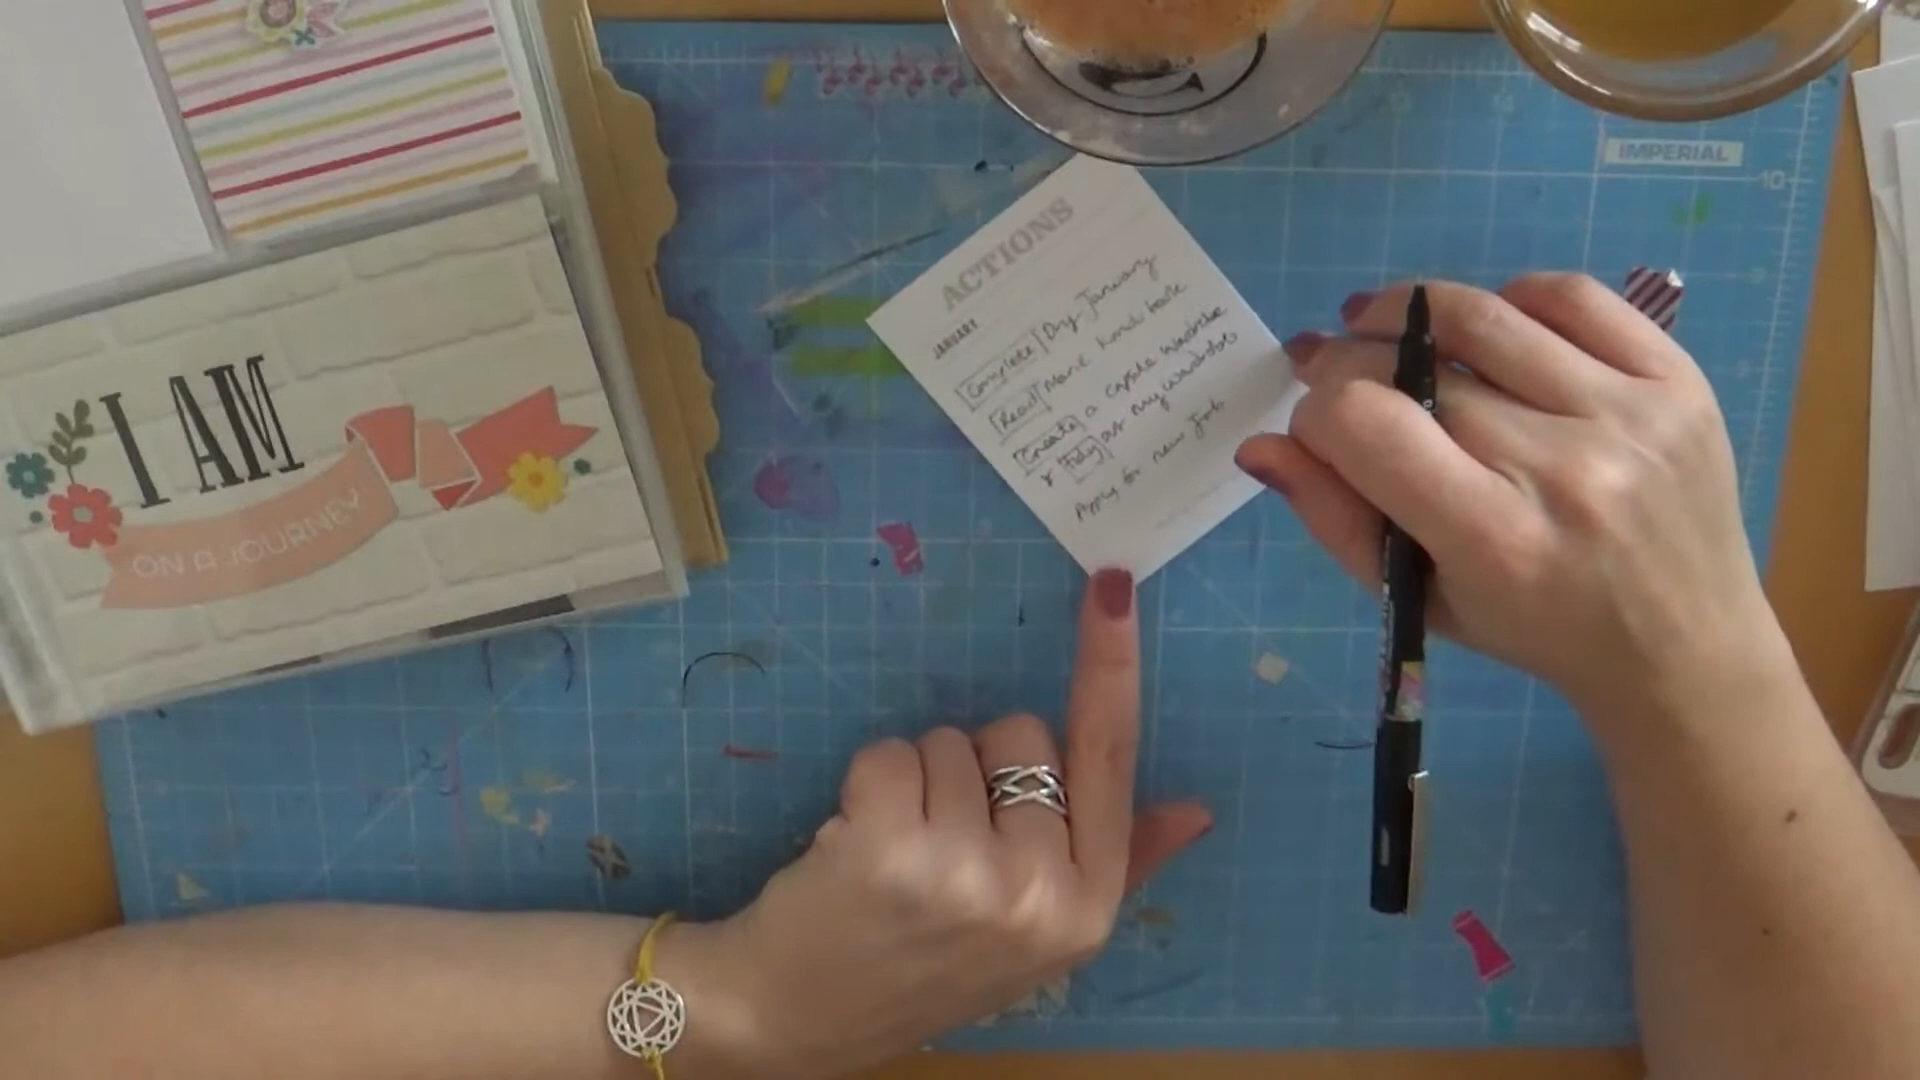 IMPERIAL
10
ACTIONS
JANUARY
Complete Dry January
Read Marie Kondo book
Create a capsule wardrobe
& Tidy out my wardrobe
Apply for new Job
I AM
ON A JOURNEY